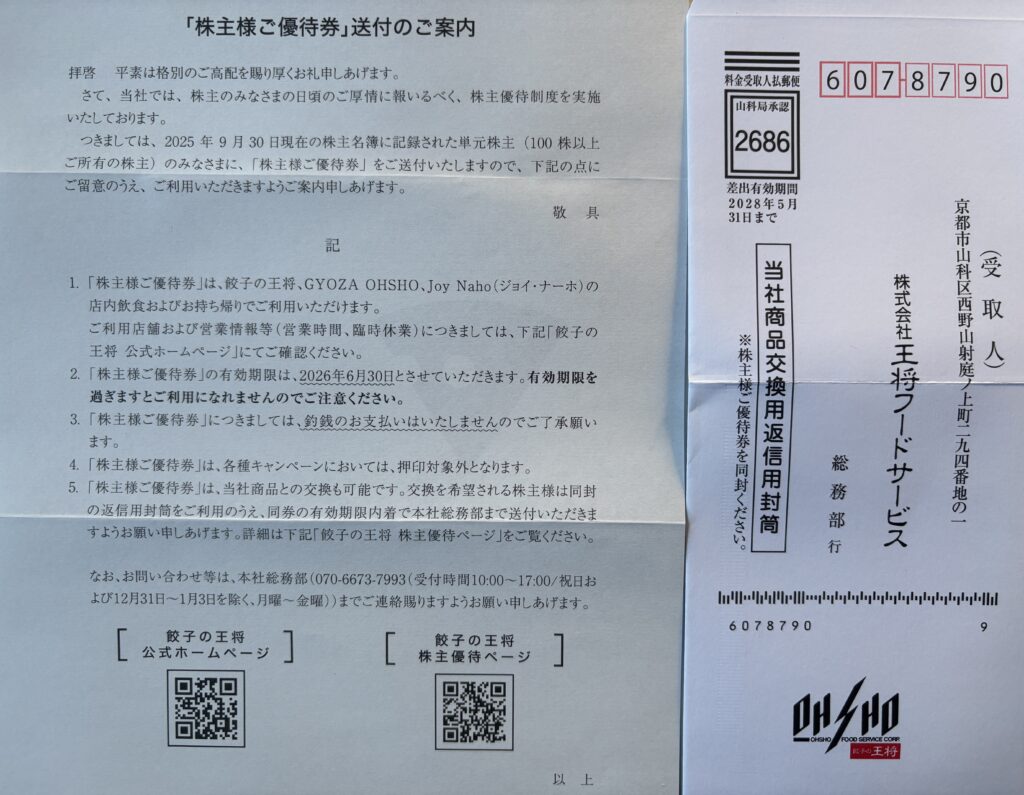 「株主様ご優待券」送付のご案内
拝啓　平素は格別のご高配を賜り厚くお礼申しあげます。
さて、当社では、株主のみなさまの日頃のご厚情に報いるべく、株主優待制度を実施
いたしております。
つきましては、2025年9月30日現在の株主名簿に記録された単元株主（100株以上
ご所有の株主）のみなさまに、「株主様ご優待券」をご送付いたしますので、下記の点に
ご留意のうえ、ご利用いただきますようご案内申しあげます。
敬具
記
1.「株主様ご優待券」は、餃子の王将、GYOZA OHSHO、Joy Naho（ジョイ・ナーホ）の
店内飲食およびお持ち帰りでご利用いただけます。
ご利用店舗および営業情報等（営業時間、臨時休業）につきましては、下記「餃子の
王将 公式ホームページ」にてご確認ください。
2.「株主様ご優待券」の有効期限は、2026年6月30日とさせていただきます。有効期限を
過ぎますとご利用になれませんのでご注意ください。
3.「株主様ご優待券」につきましては、釣銭のお支払いはいたしませんのでご了承願い
ます。
4.「株主様ご優待券」は、各種キャンペーンにおいては、押印対象外となります。
5.「株主様ご優待券」は、当社商品との交換も可能です。交換を希望される株主様は同封
の返信用封筒をご利用のうえ、同券の有効期限内着で本社総務部まで送付いただきま
すようお願い申しあげます。詳細は下記「餃子の王将 株主優待ページ」をご覧ください。
なお、お問い合わせ等は、本社総務部（070-6673-7993（受付時間10:00～17:00/祝日お
よび12月31日～1月3日を除く、月曜～金曜））までご連絡賜りますようお願い申しあげます。
餃子の王将
公式ホームページ
餃子の王将
株主優待ページ
以上
料金受取人払郵便
山科局承認
2686
差出有効期間
2028年5月
31日まで
607-8790
（受取人）
京都市山科区西野山射庭ノ上町二九四番地の一
株式会社王将フードサービス
総務部行
当社商品交換用返信用封筒
※株主様ご優待券を同封ください。
6078790 9
OHSHO
OHSHO FOOD SERVICE CORP.
餃子の王将